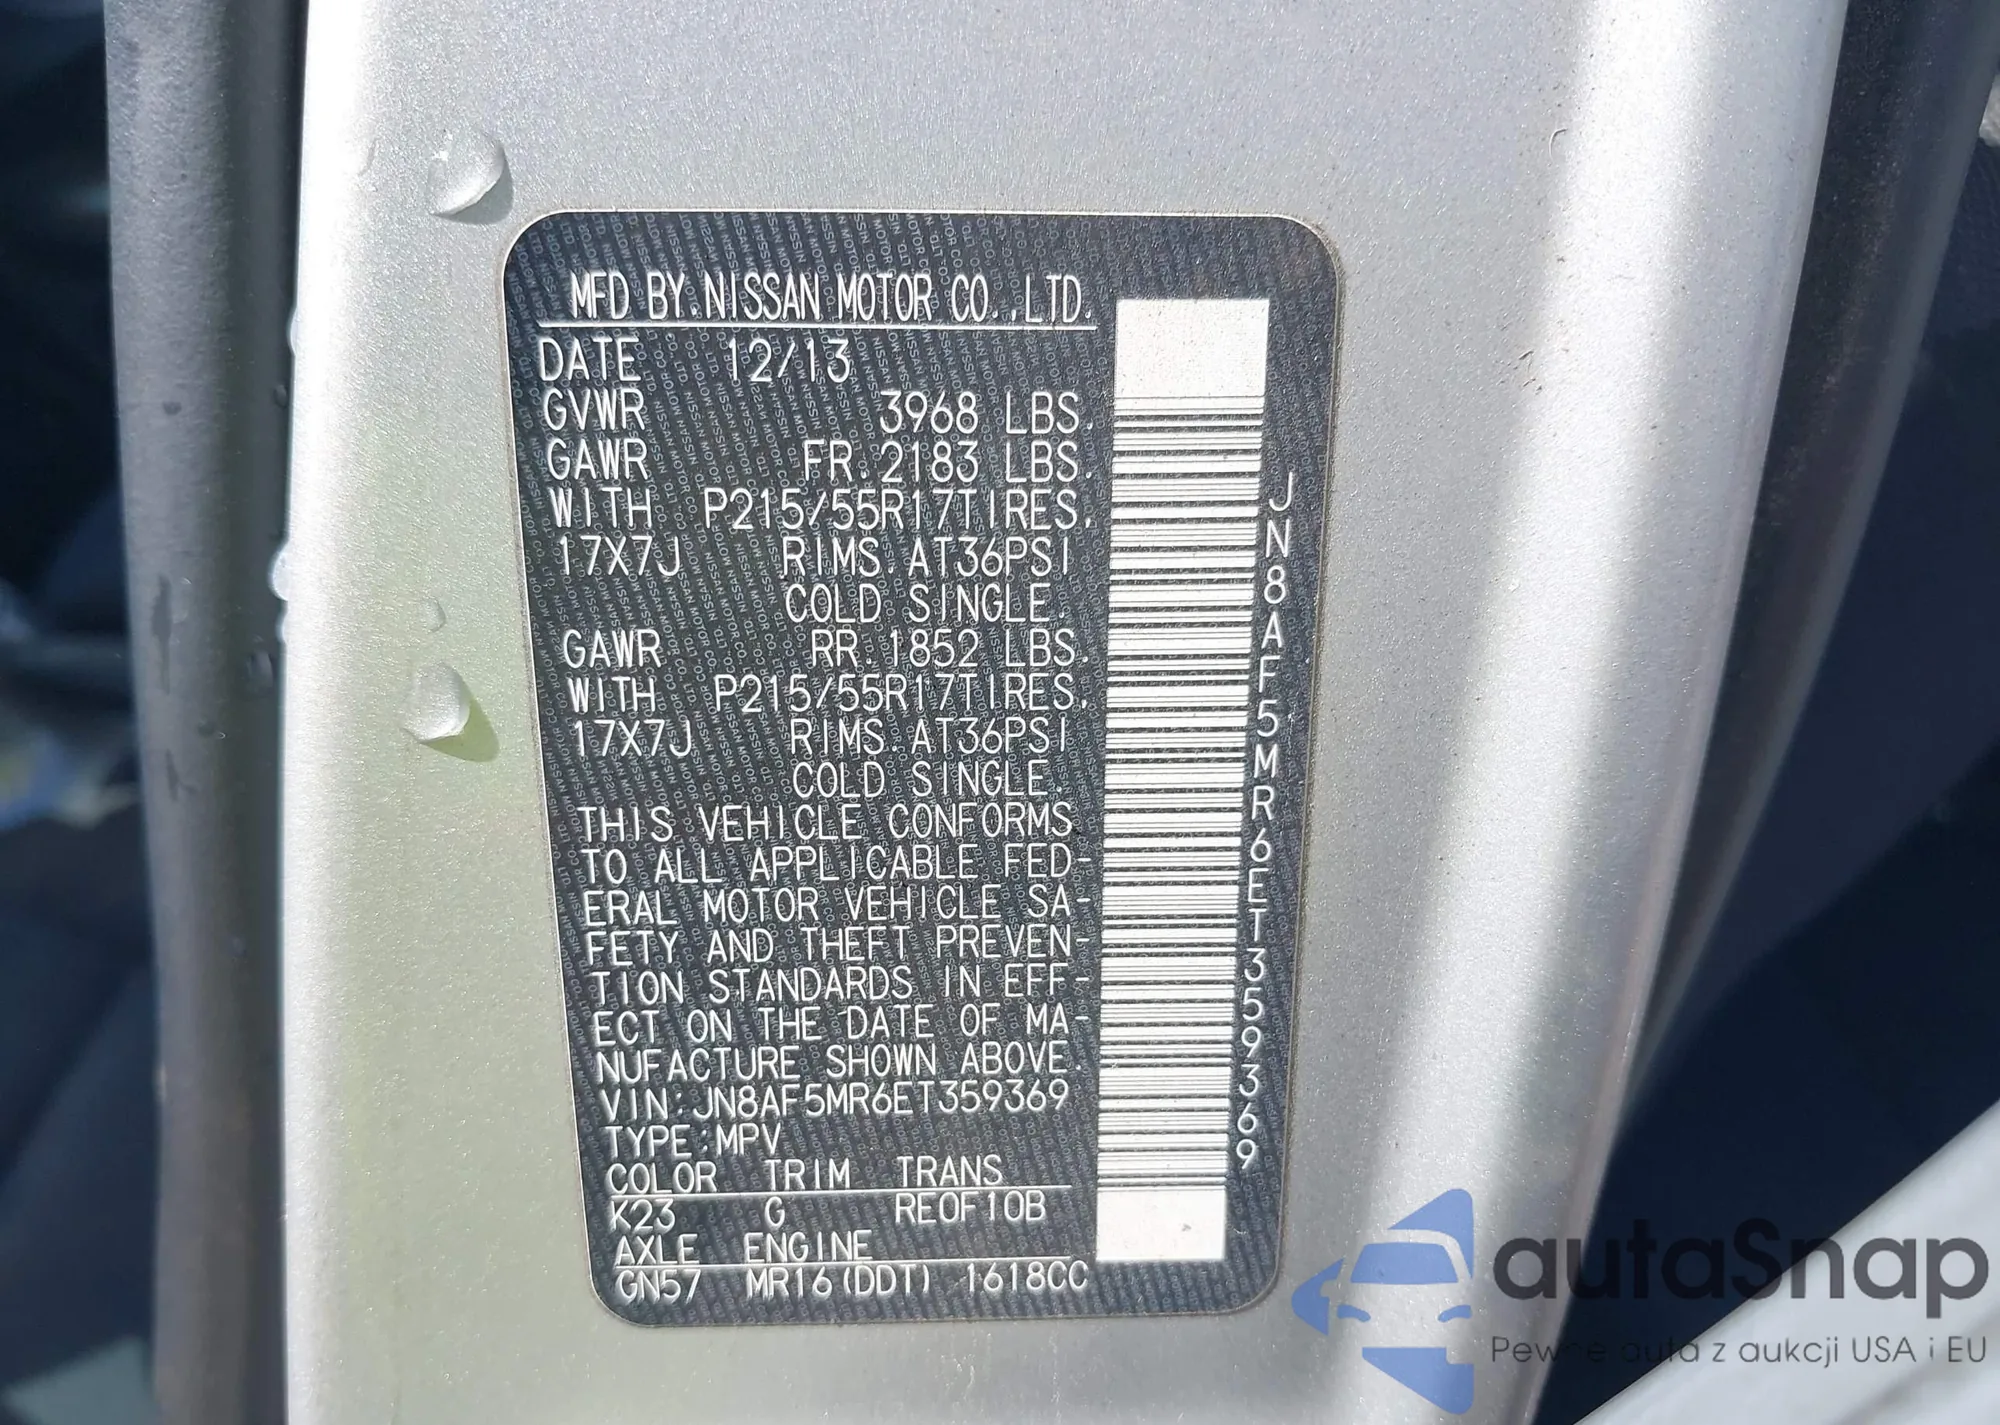 MFD BY NISSAN MOTOR CO.,LTD.
DATE 12/13
GVWR 3968 LBS.
GAWR FR.2183 LBS.
WITH P215/55R17TIRES.
17X7J RIMS.AT36PSI
COLD SINGLE.
GAWR RR.1852 LBS.
WITH P215/55R17TIRES.
17X7J RIMS.AT36PSI
COLD SINGLE.
THIS VEHICLE CONFORMS
TO ALL APPLICABLE FED-
ERAL MOTOR VEHICLE SA-
FETY AND THEFT PREVEN-
TION STANDARDS IN EFF-
ECT ON THE DATE OF MA-
NUFACTURE SHOWN ABOVE.
VIN:JN8AF5MR6ET359369
TYPE:MPV
COLOR TRIM TRANS
K23 G RE0F10B
AXLE ENGINE
GN57 MR16(DDT) 1618CC
JN8AF5MR6ET359369
autaSnap
Pewne auta z aukcji USA i EU